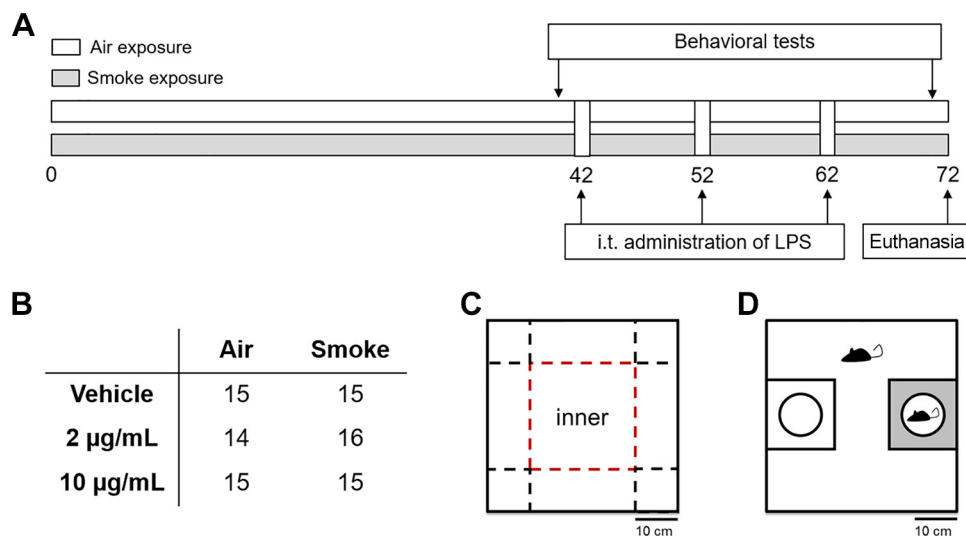 A
Air exposure
Smoke exposure
Behavioral tests
0 42 52 62 72
i.t. administration of LPS
Euthanasia
B
Air Smoke
Vehicle 15 15
2 µg/mL 14 16
10 µg/mL 15 15
C
inner
10 cm
D
10 cm